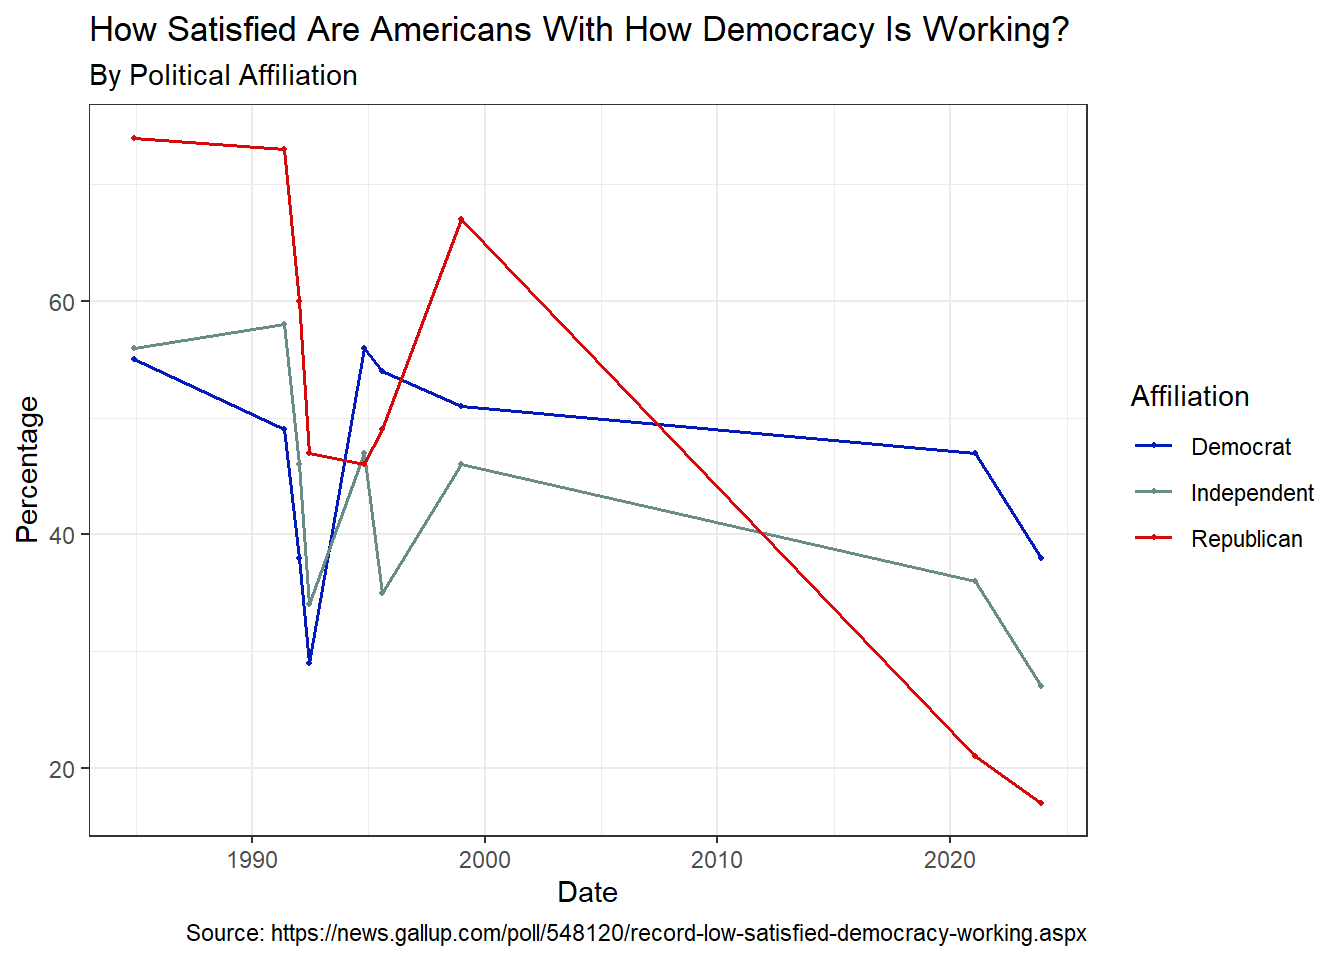 How Satisfied Are Americans With How Democracy Is Working?
By Political Affiliation
Percentage
60
40
20
1990 2000 2010 2020
Date
Affiliation
Democrat
Independent
Republican
Source: https://news.gallup.com/poll/548120/record-low-satisfied-democracy-working.aspx